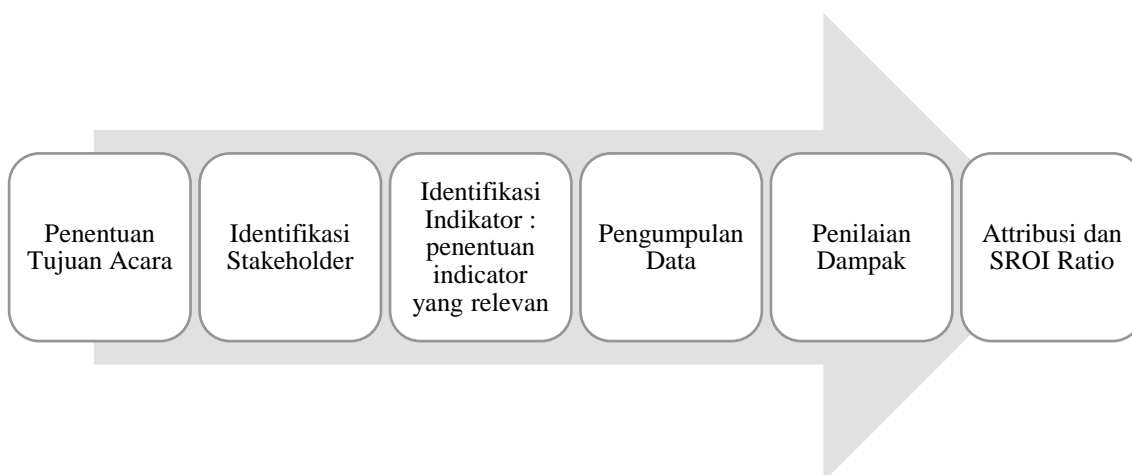 Penentuan
Tujuan Acara
Identifikasi
Stakeholder
Identifikasi
Indikator :
penentuan
indicator
yang relevan
Pengumpulan
Data
Penilaian
Dampak
Attribusi dan
SROI Ratio